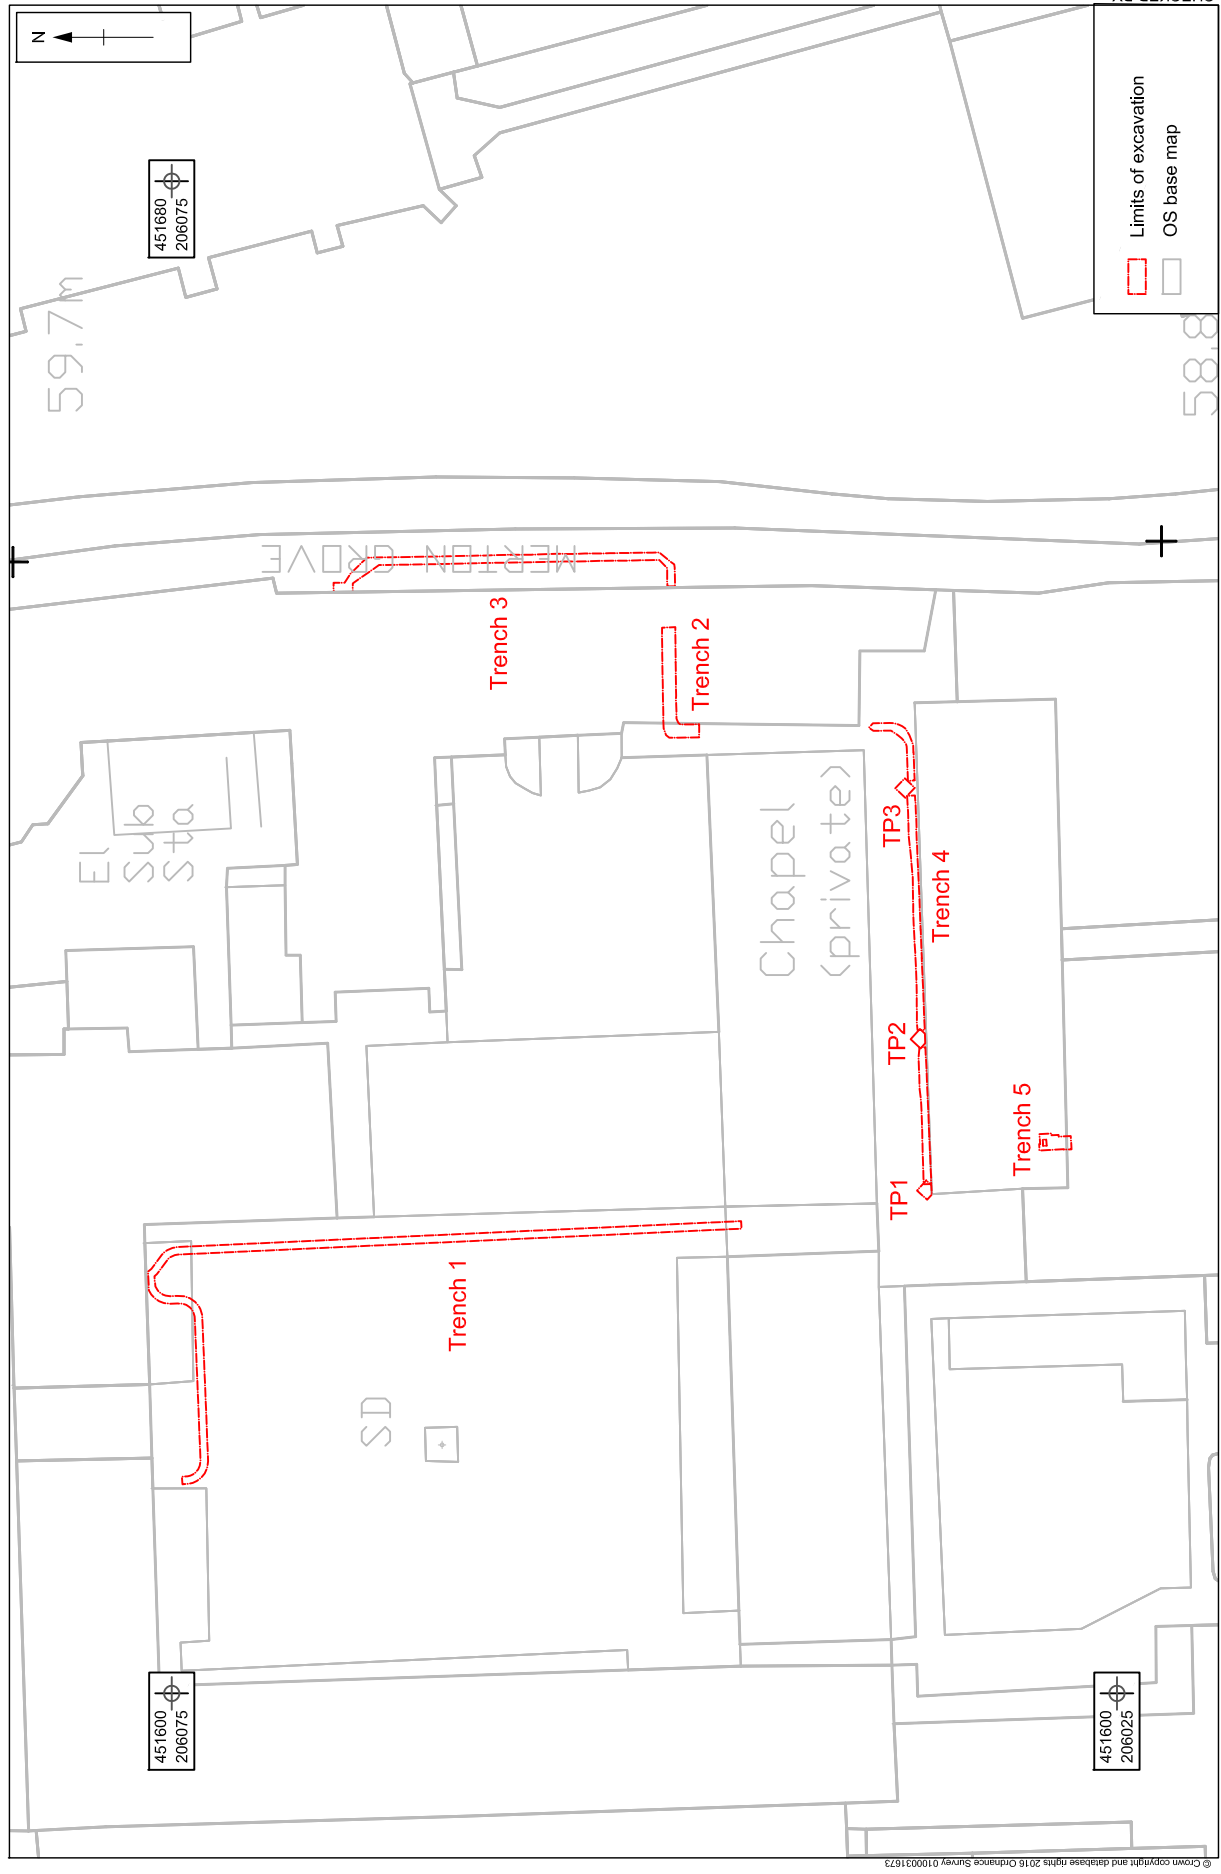 N
451680
206075
59.7m
Limits of excavation
OS base map
58.8
MERTON GROVE
Trench 3
Trench 2
El
Sub
Sta
Chapel
(private)
TP3
Trench 4
TP2
Trench 5
TP1
Trench 1
SD
451600
206075
451600
206025
© Crown copyright and database rights 2016 Ordnance Survey 0100031673